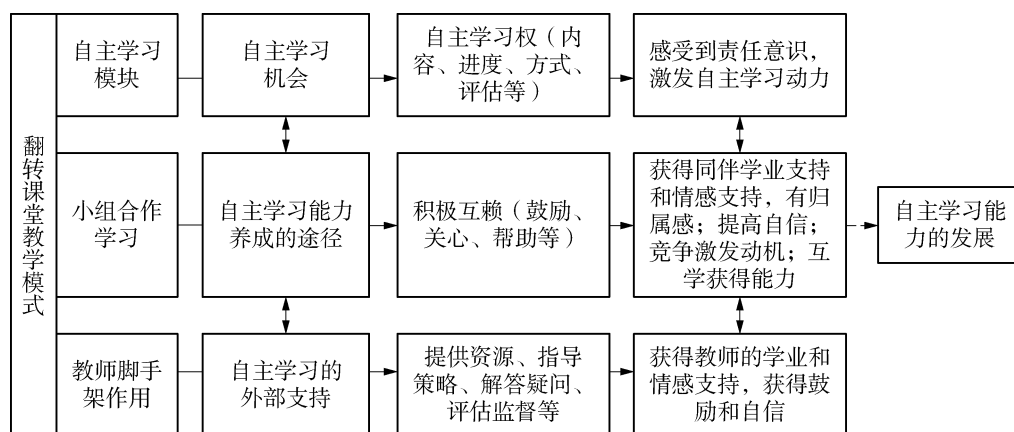 翻转课堂教学模式
自主学习
模块
自主学习
机会
自主学习权（内
容、进度、方式、
评估等）
感受到责任意识，
激发自主学习动力
小组合作
学习
自主学习能力
养成的途径
积极互赖（鼓励、
关心、帮助等）
获得同伴学业支持
和情感支持，有归
属感；提高自信；
竞争激发动机；互
学获得能力
自主学习能
力的发展
教师脚手
架作用
自主学习的
外部支持
提供资源、指导
策略、解答疑问、
评估监督等
获得教师的学业和
情感支持，获得鼓
励和自信